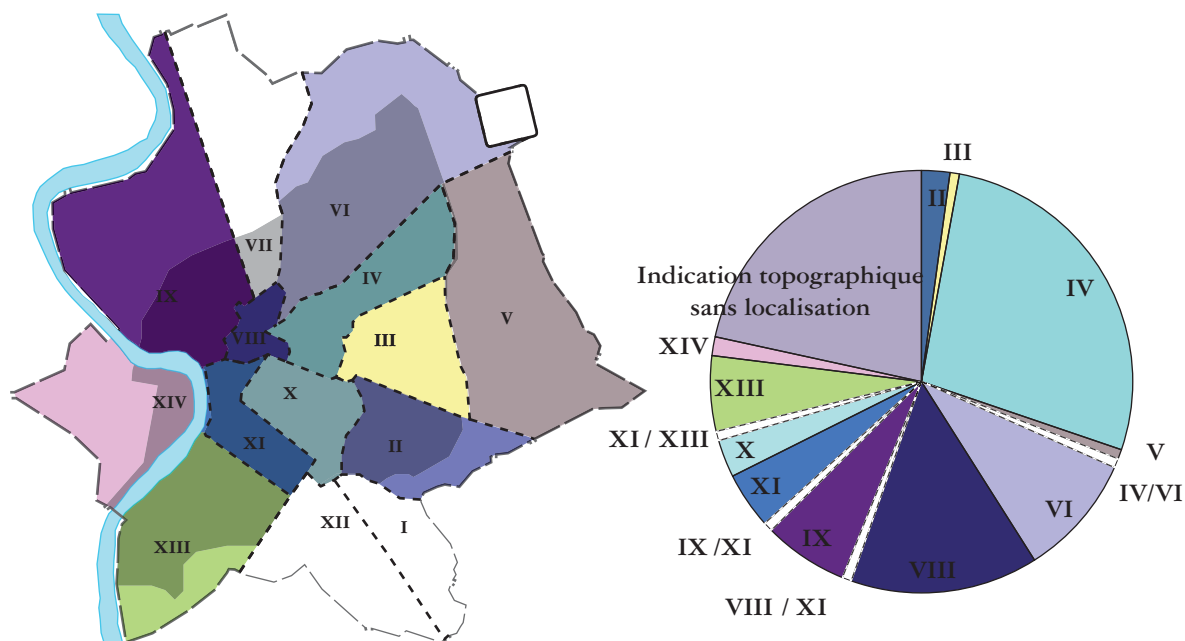 VI
VII
IV
IX
V
VIII
III
X
XIV
XI
II
XII
I
XIII
III
II
Indication topographique
sans localisation
IV
XIV
XIII
XI / XIII
X
V
XI
IV/VI
VI
IX /XI
IX
VIII
VIII / XI